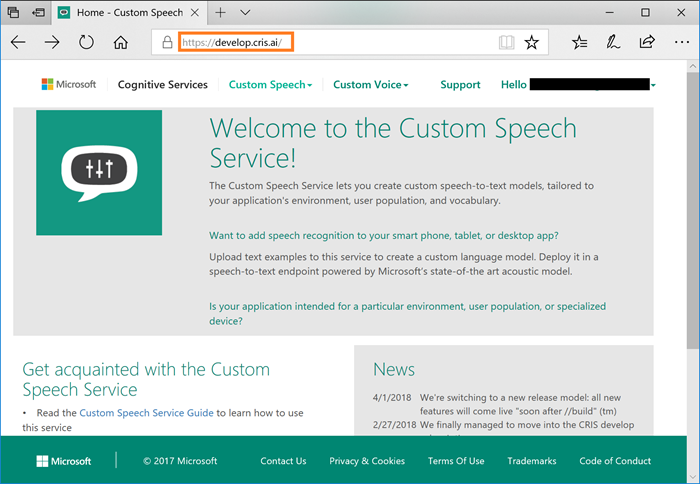 Home - Custom Speech
https://develop.cris.ai/
Microsoft
Cognitive Services
Custom Speech
Custom Voice
Support
Hello
Welcome to the Custom Speech
Service!
The Custom Speech Service lets you create custom speech-to-text models, tailored to
your application's environment, user population, and vocabulary.
Want to add speech recognition to your smart phone, tablet, or desktop app?
Upload text examples to this service to create a custom language model. Deploy it in a
speech-to-text endpoint powered by Microsoft's state-of-the art acoustic model.
Is your application intended for a particular environment, user population, or specialized
device?
Get acquainted with the Custom
Speech Service
• Read the Custom Speech Service Guide to learn how to use
this service
News
4/1/2018 We're switching to a new release model: all new
features will come live "soon after //build" (tm)
2/27/2018 We finally managed to move into the CRIS develop
Microsoft
© 2017 Microsoft
Contact Us
Privacy & Cookies
Terms Of Use
Trademarks
Code of Conduct